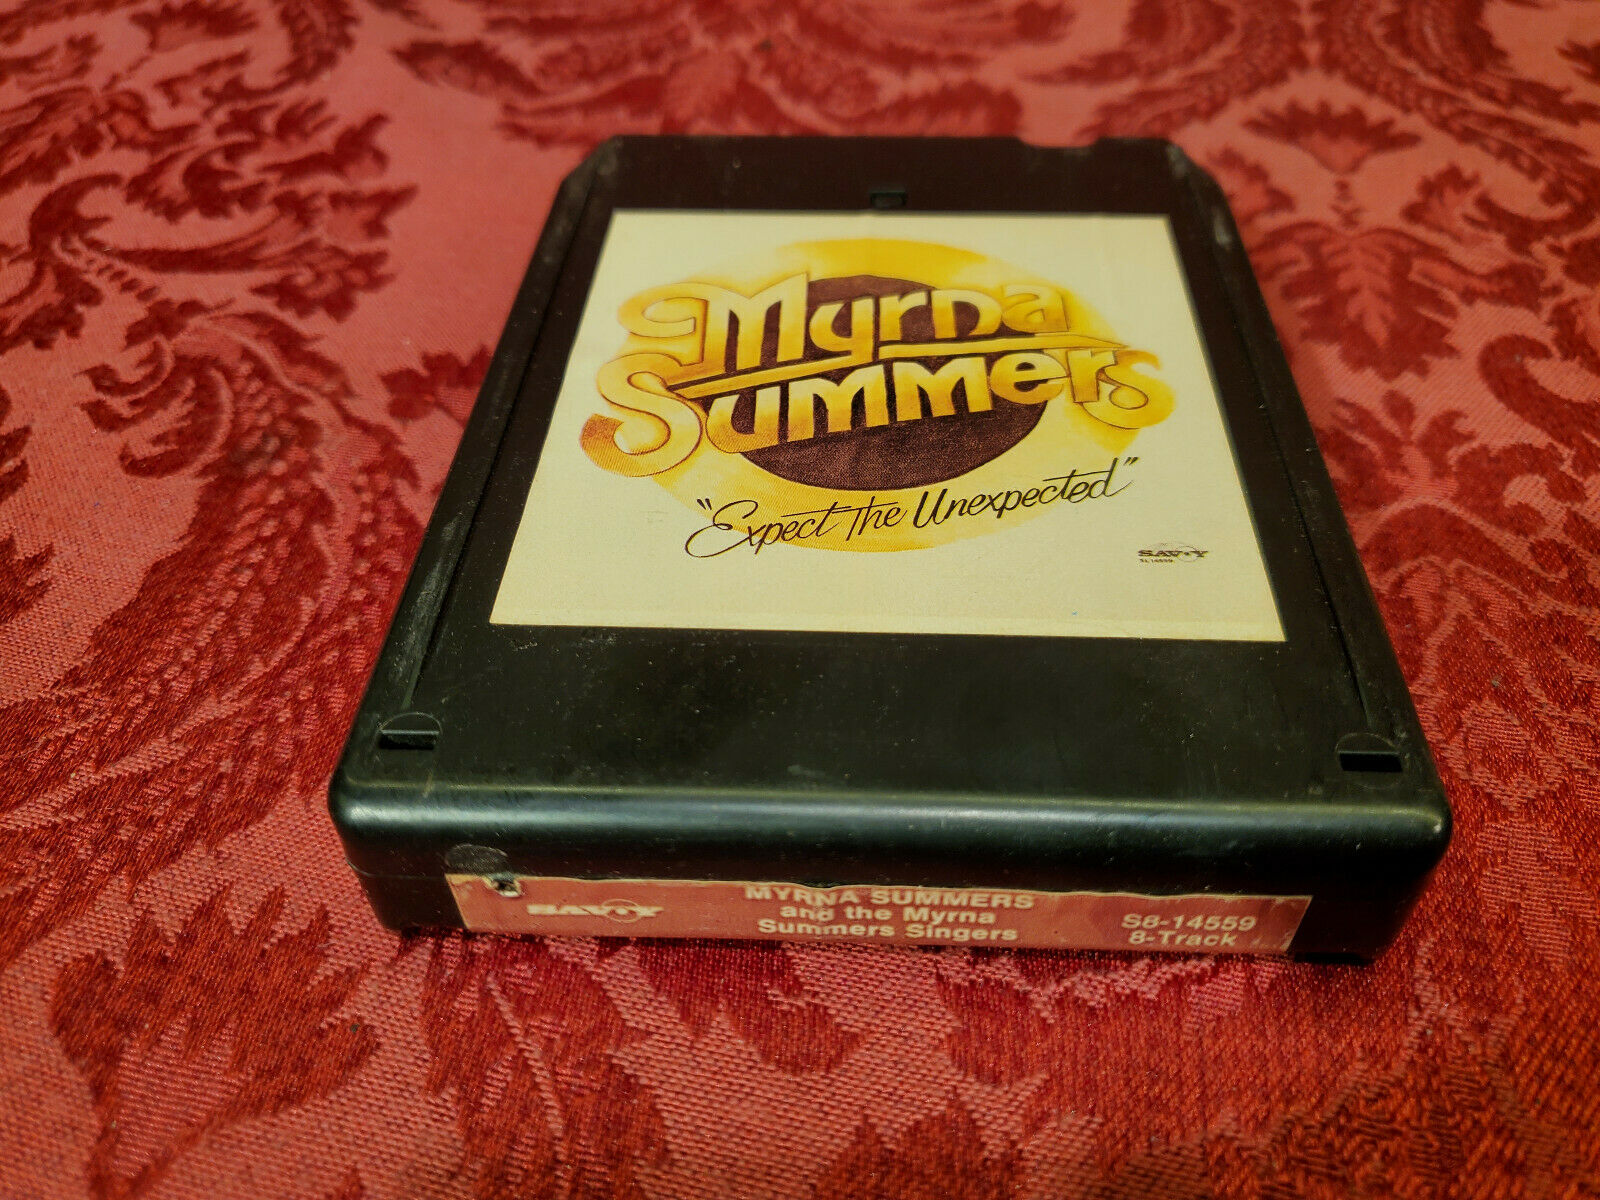 Myrna
Summers
"Expect The Unexpected"
SAVOY
SL 14559
SAVOY
MYRNA SUMMERS
and the Myrna
Summers Singers
S8-14559
8-Track